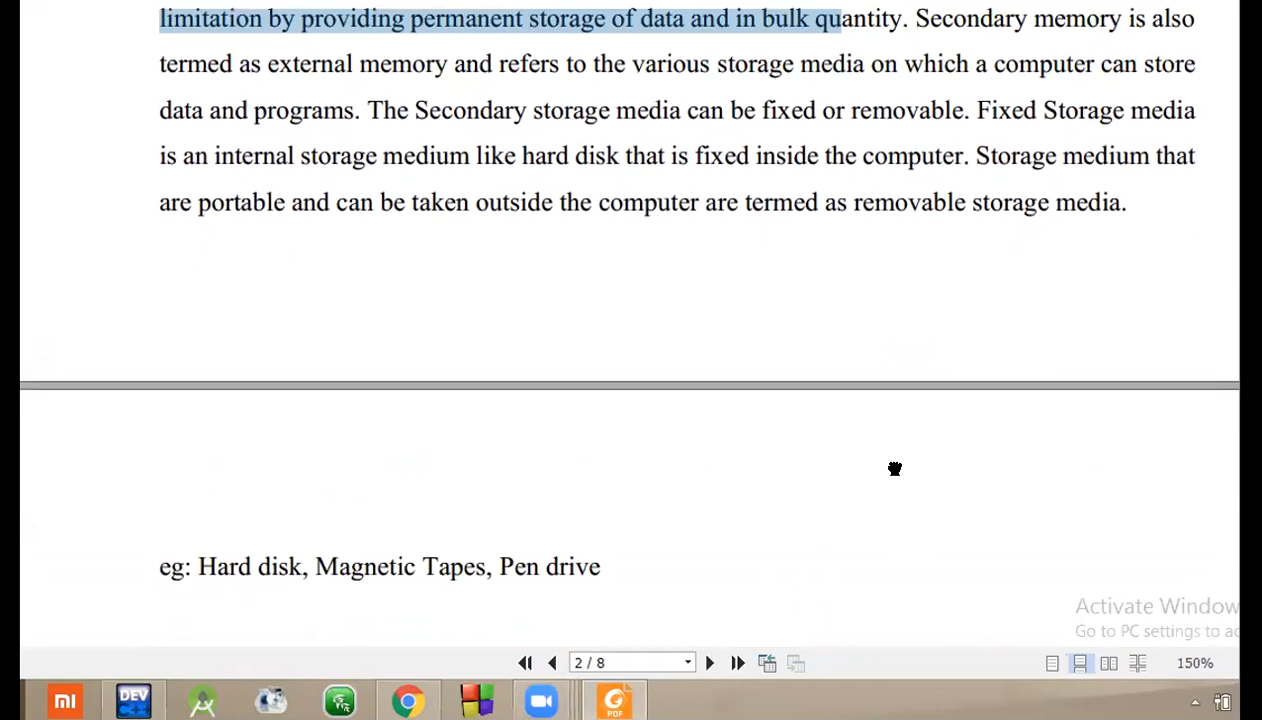 limitation by providing permanent storage of data and in bulk quantity. Secondary memory is also
termed as external memory and refers to the various storage media on which a computer can store
data and programs. The Secondary storage media can be fixed or removable. Fixed Storage media
is an internal storage medium like hard disk that is fixed inside the computer. Storage medium that
are portable and can be taken outside the computer are termed as removable storage media.
eg: Hard disk, Magnetic Tapes, Pen drive
Activate Window
Go to PC settings to ac
2 / 8
150%
mi
DEV
PDF